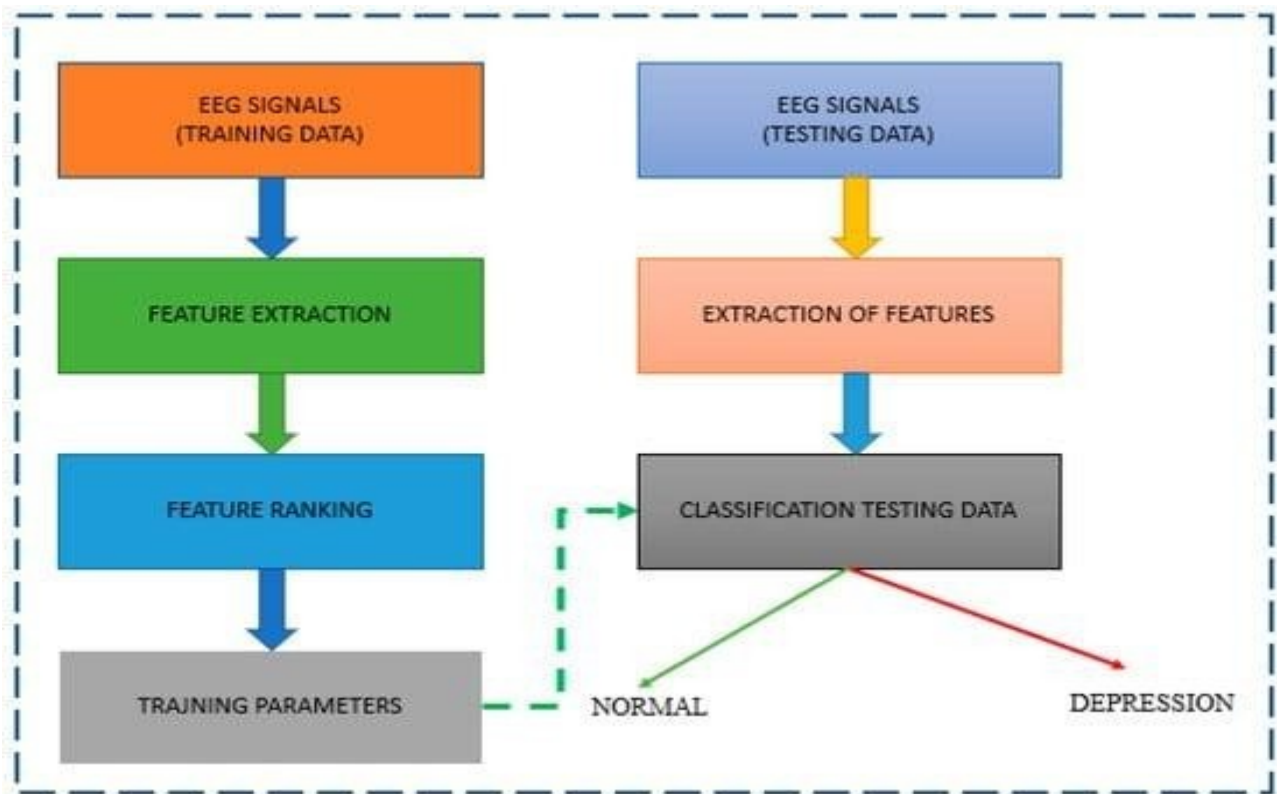 EEG SIGNALS
(TRAINING DATA)
FEATURE EXTRACTION
FEATURE RANKING
TRAJNING PARAMETERS
EEG SIGNALS
(TESTING DATA)
EXTRACTION OF FEATURES
CLASSIFICATION TESTING DATA
NORMAL
DEPRESSION